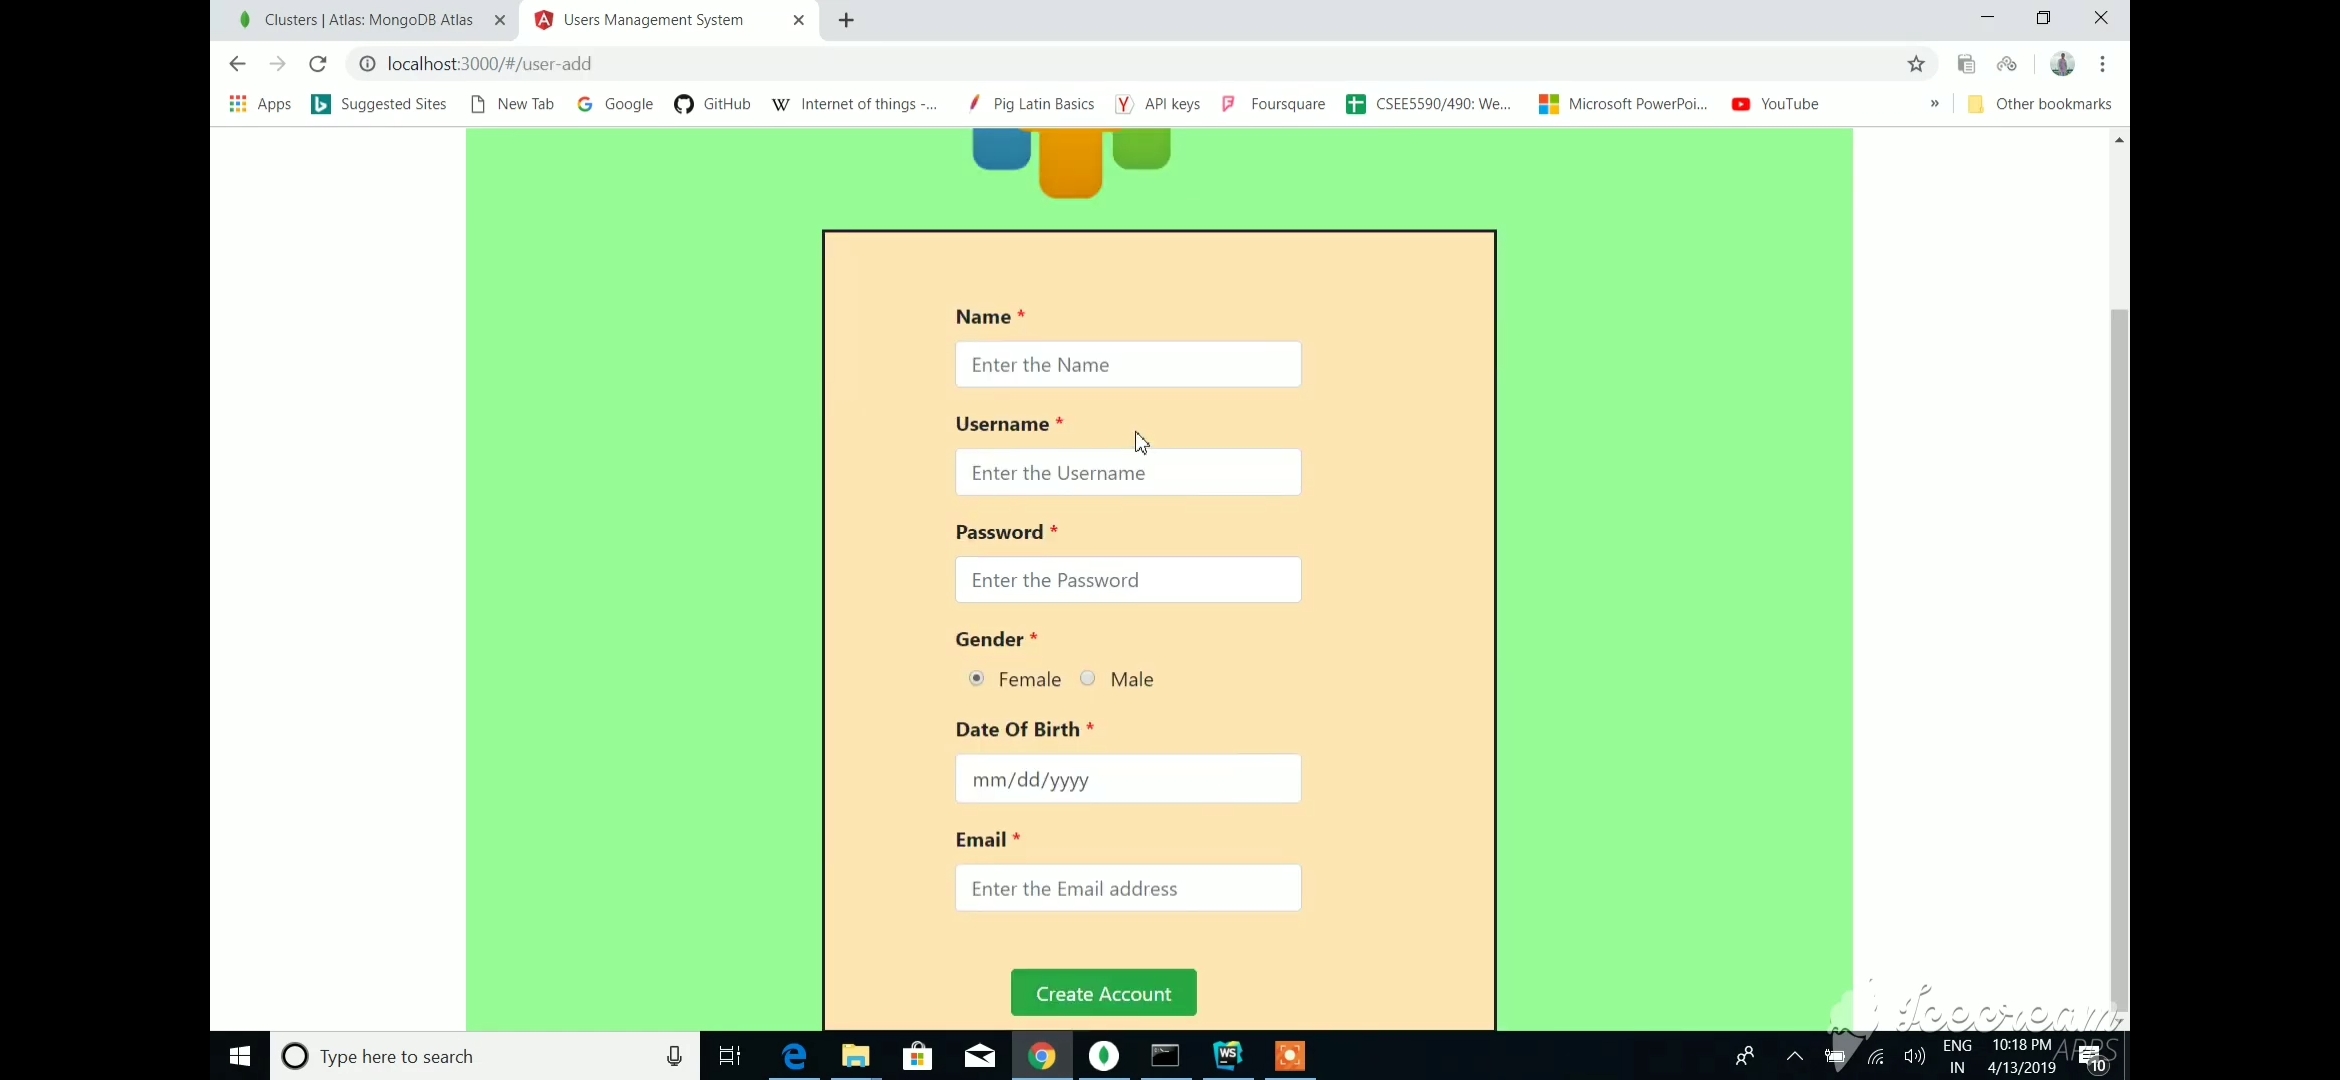 Clusters | Atlas: MongoDB Atlas
Users Management System
localhost:3000/#/user-add
Apps Suggested Sites New Tab Google GitHub Internet of things -... Pig Latin Basics API keys Foursquare CSEE5590/490: We... Microsoft PowerPoi... YouTube » Other bookmarks
Name *
Enter the Name
Username *
Enter the Username
Password *
Enter the Password
Gender *
Female Male
Date Of Birth *
mm/dd/yyyy
Email *
Enter the Email address
Create Account
Icecream
APPS
Type here to search
WS
ENG
IN
10:18 PM
4/13/2019
10